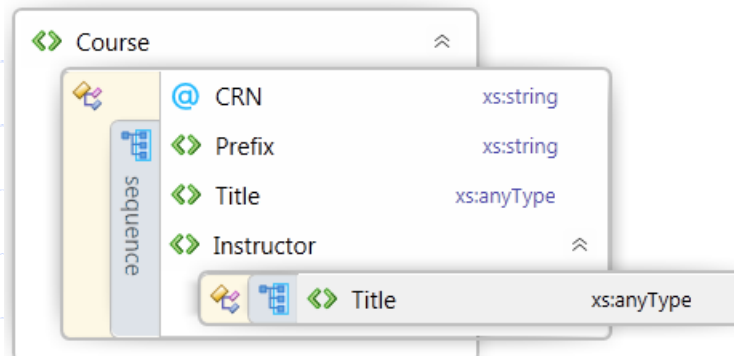 Course
@ CRN xs:string
Prefix xs:string
Title xs:anyType
sequence
Instructor
Title xs:anyType